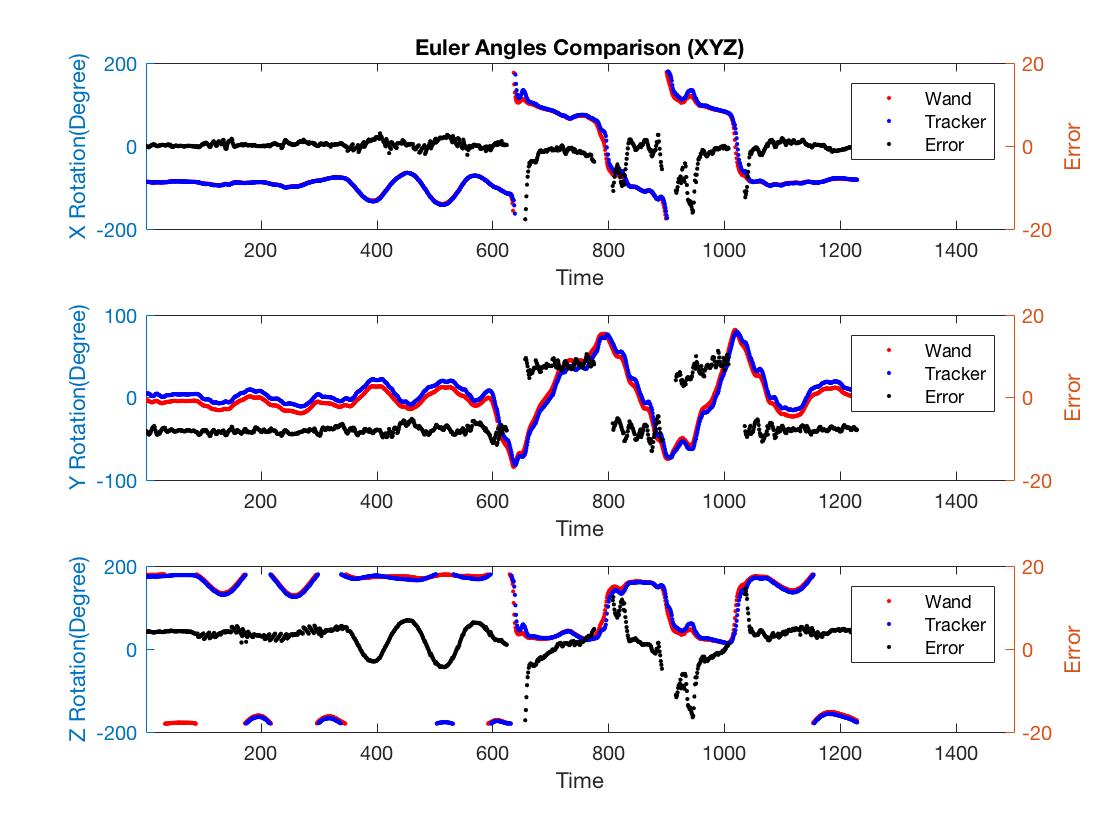 Euler Angles Comparison (XYZ)
X Rotation(Degree)
200
0
-200
20
0
-20
Error
Wand
Tracker
Error
200
400
600
800
1000
1200
1400
Time
Y Rotation(Degree)
100
0
-100
20
0
-20
Error
Wand
Tracker
Error
200
400
600
800
1000
1200
1400
Time
Z Rotation(Degree)
200
0
-200
20
0
-20
Error
Wand
Tracker
Error
200
400
600
800
1000
1200
1400
Time